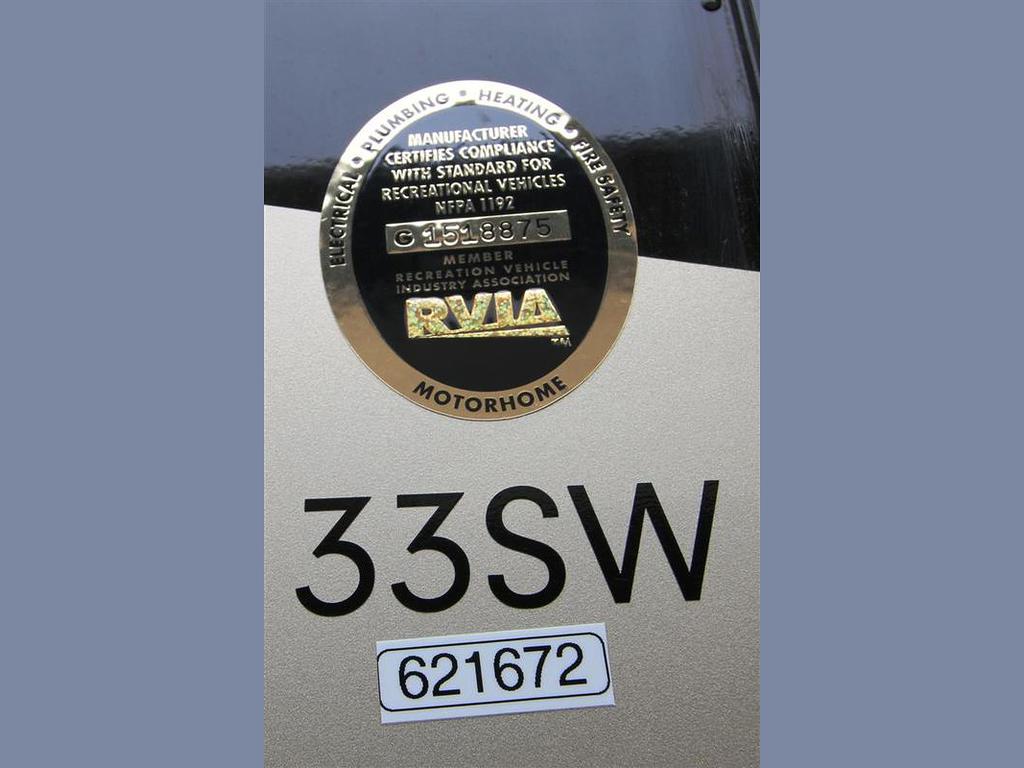 ELECTRICAL • PLUMBING • HEATING • FIRE SAFETY
MANUFACTURER
CERTIFIES COMPLIANCE
WITH STANDARD FOR
RECREATIONAL VEHICLES
NFPA 1192
G 1518875
MEMBER
RECREATION VEHICLE
INDUSTRY ASSOCIATION
RVIA
TM
MOTORHOME
33SW
621672